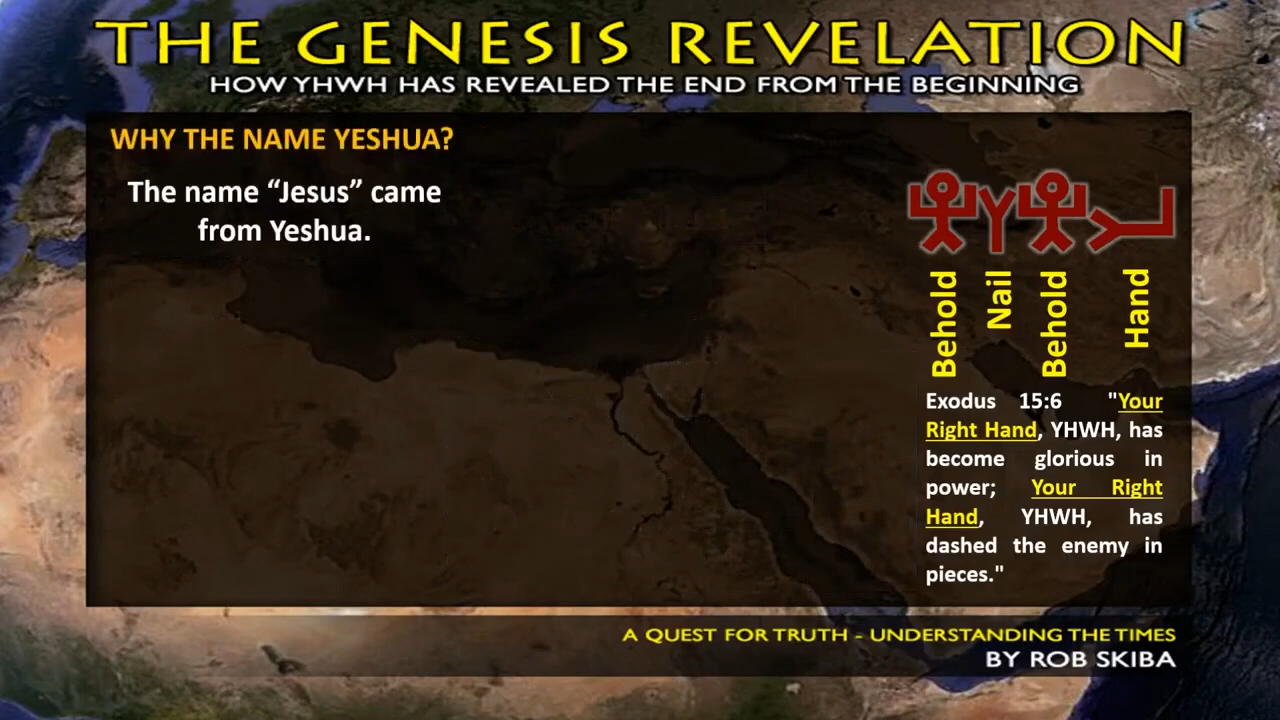 THE GENESIS REVELATION
HOW YHWH HAS REVEALED THE END FROM THE BEGINNING
WHY THE NAME YESHUA?
The name “Jesus” came
from Yeshua.
Behold
Nail
Behold
Hand
Exodus 15:6 "Your
Right Hand, YHWH, has
become glorious in
power; Your Right
Hand, YHWH, has
dashed the enemy in
pieces."
A QUEST FOR TRUTH - UNDERSTANDING THE TIMES
BY ROB SKIBA